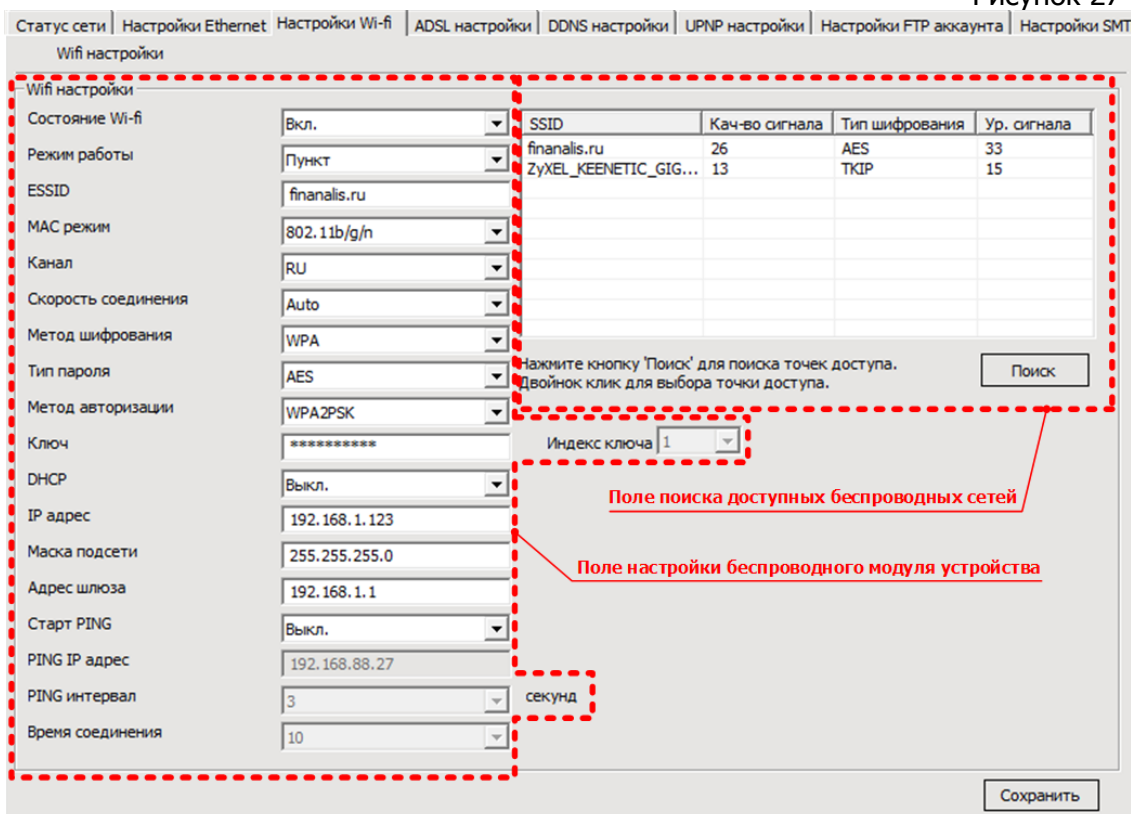 Рисунок 27
Статус сети Настройки Ethernet Настройки Wi-fi ADSL настройки DDNS настройки UPNP настройки Настройки FTP аккаунта Настройки SMT
Wifi настройки
Wifi настройки
Состояние Wi-fi Вкл.
Режим работы Пункт
ESSID finanalis.ru
MAC режим 802.11b/g/n
Канал RU
Скорость соединения Auto
Метод шифрования WPA
Тип пароля AES
Метод авторизации WPA2PSK
Ключ **********
Индекс ключа 1
DHCP Выкл.
IP адрес 192.168.1.123
Маска подсети 255.255.255.0
Адрес шлюза 192.168.1.1
Старт PING Выкл.
PING IP адрес 192.168.88.27
PING интервал 3 секунд
Время соединения 10
SSID Кач-во сигнала Тип шифрования Ур. сигнала
finanalis.ru 26 AES 33
ZyXEL_KEENETIC_GIG... 13 TKIP 15
Нажмите кнопку 'Поиск' для поиска точек доступа.
Двойнок клик для выбора точки доступа.
Поиск
Поле поиска доступных беспроводных сетей
Поле настройки беспроводного модуля устройства
Сохранить